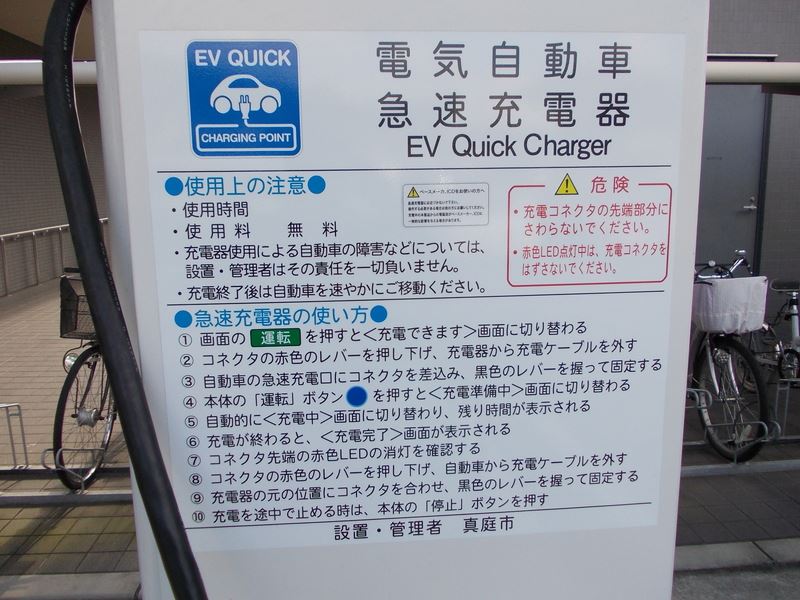 EV QUICK
CHARGING POINT
電気自動車
急速充電器
EV Quick Charger
●使用上の注意●
・使用時間
・使用料 無料
・充電器使用による自動車の障害などについては、
設置・管理者はその責任を一切負いません。
・充電終了後は自動車を速やかにご移動ください。
ペースメーカ、ICDをお使いの方へ
危険
・充電コネクタの先端部分に
さわらないでください。
・赤色LED点灯中は、充電コネクタを
はずさないでください。
●急速充電器の使い方●
① 画面の 運転 を押すと<充電できます>画面に切り替わる
② コネクタの赤色のレバーを押し下げ、充電器から充電ケーブルを外す
③ 自動車の急速充電口にコネクタを差込み、黒色のレバーを握って固定する
④ 本体の「運転」ボタン●を押すと<充電準備中>画面に切り替わる
⑤ 自動的に<充電中>画面に切り替わり、残り時間が表示される
⑥ 充電が終わると、<充電完了>画面が表示される
⑦ コネクタ先端の赤色LEDの消灯を確認する
⑧ コネクタの赤色のレバーを押し下げ、自動車から充電ケーブルを外す
⑨ 充電器の元の位置にコネクタを合わせ、黒色のレバーを握って固定する
⑩ 充電を途中で止める時は、本体の「停止」ボタンを押す
設置・管理者 真庭市